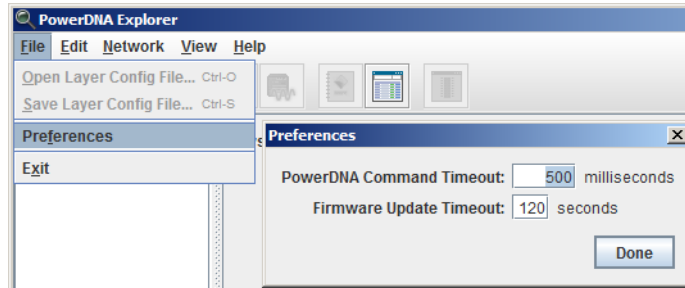 PowerDNA Explorer
File Edit Network View Help
Open Layer Config File... Ctrl-O
Save Layer Config File... Ctrl-S
Preferences
Exit
Preferences
PowerDNA Command Timeout: 500 milliseconds
Firmware Update Timeout: 120 seconds
Done